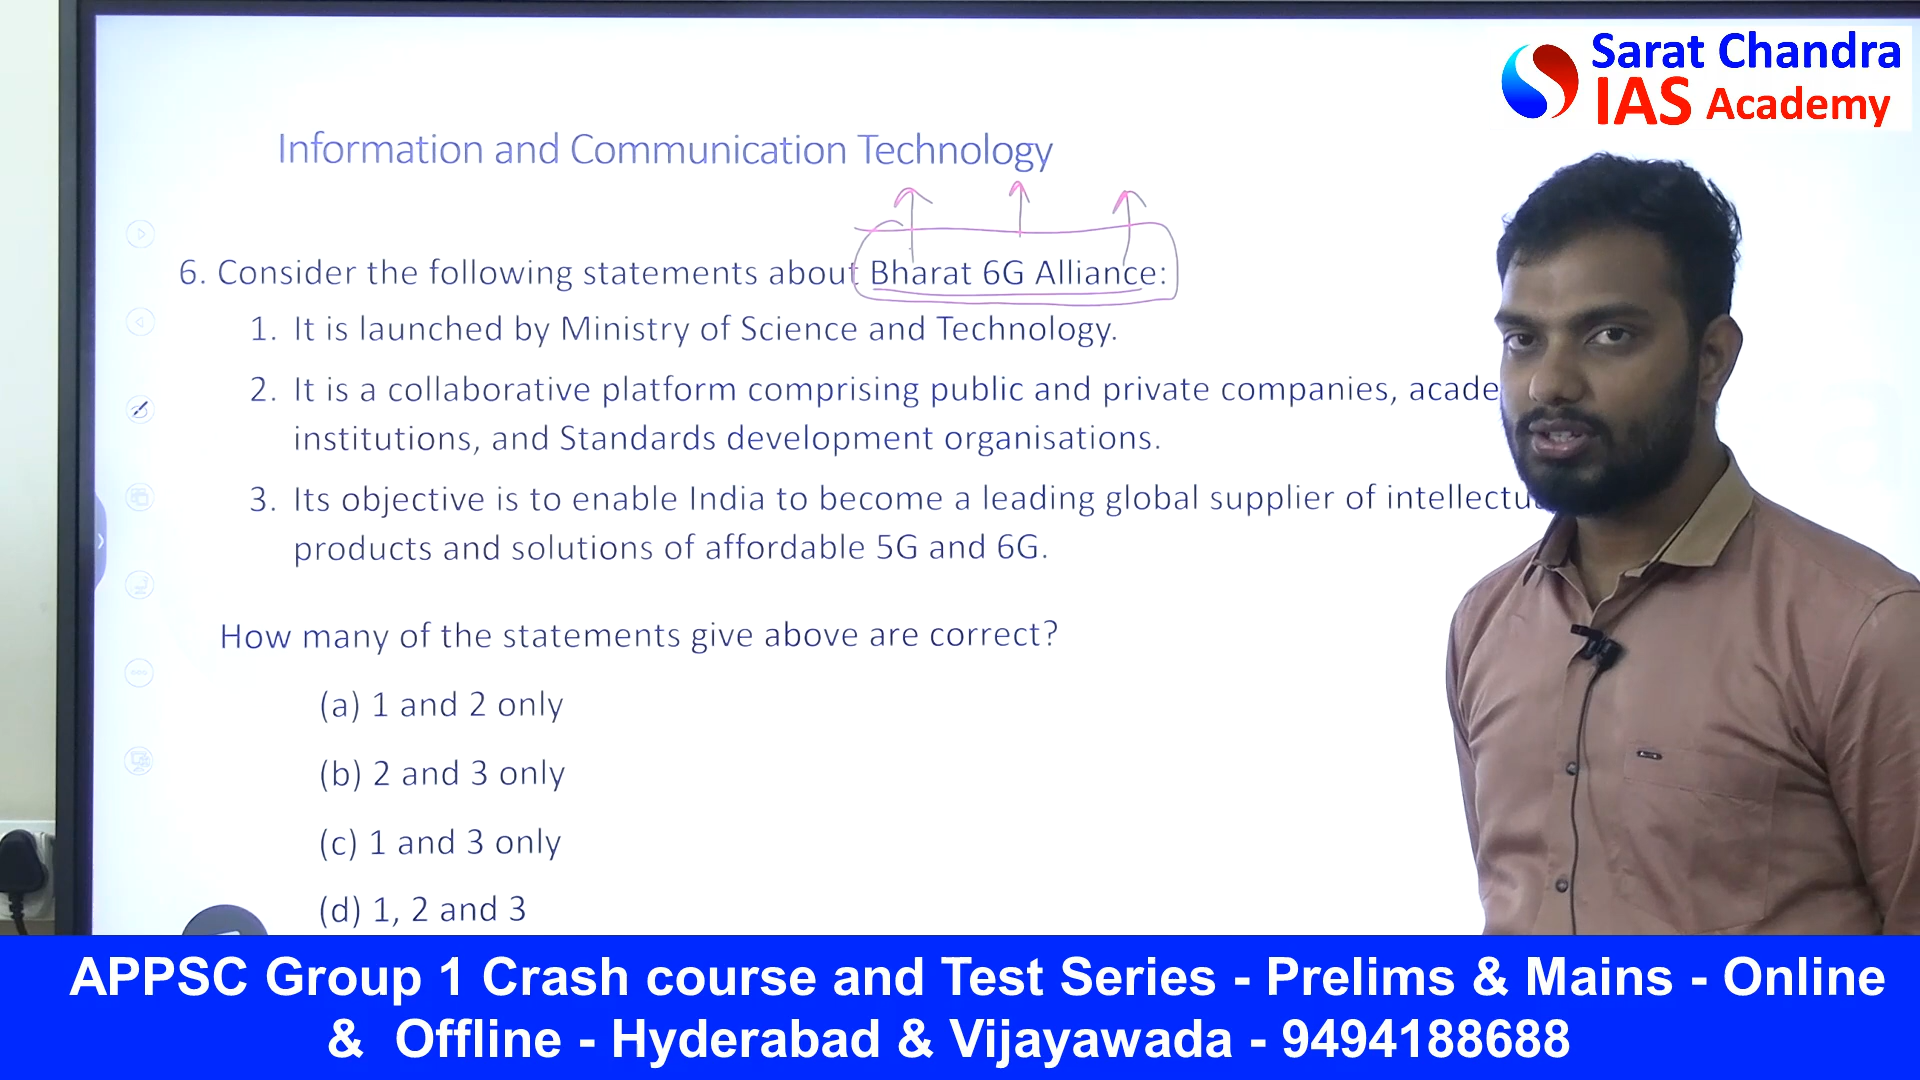 Sarat Chandra
IAS Academy
Information and Communication Technology
6. Consider the following statements about Bharat 6G Alliance:
1. It is launched by Ministry of Science and Technology.
2. It is a collaborative platform comprising public and private companies, acade
institutions, and Standards development organisations.
3. Its objective is to enable India to become a leading global supplier of intellectu
products and solutions of affordable 5G and 6G.
How many of the statements give above are correct?
(a) 1 and 2 only
(b) 2 and 3 only
(c) 1 and 3 only
(d) 1, 2 and 3
APPSC Group 1 Crash course and Test Series - Prelims & Mains - Online
& Offline - Hyderabad & Vijayawada - 9494188688